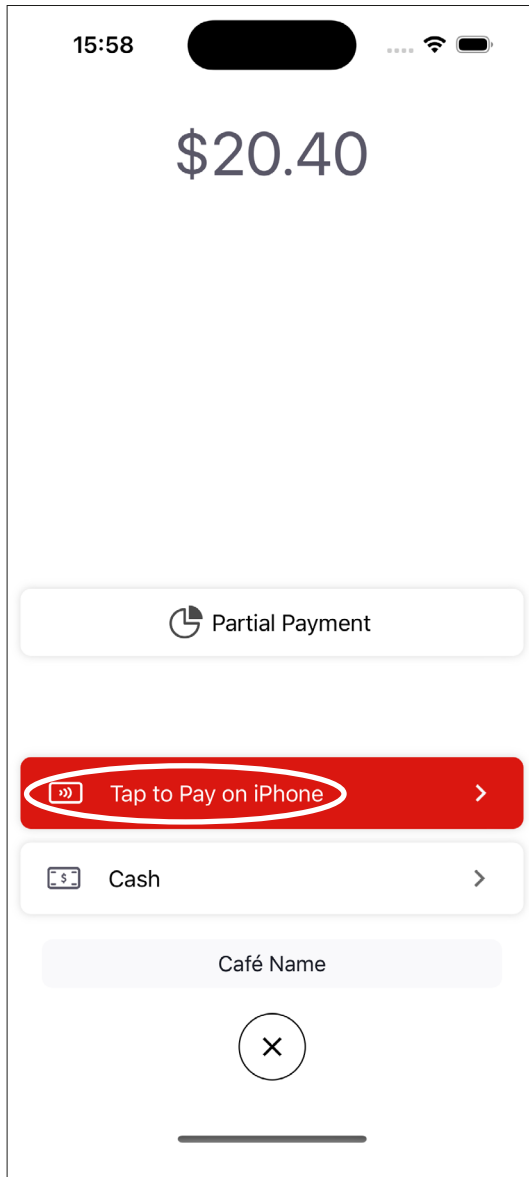 15:58
$20.40
Partial Payment
Tap to Pay on iPhone
$ Cash
Café Name